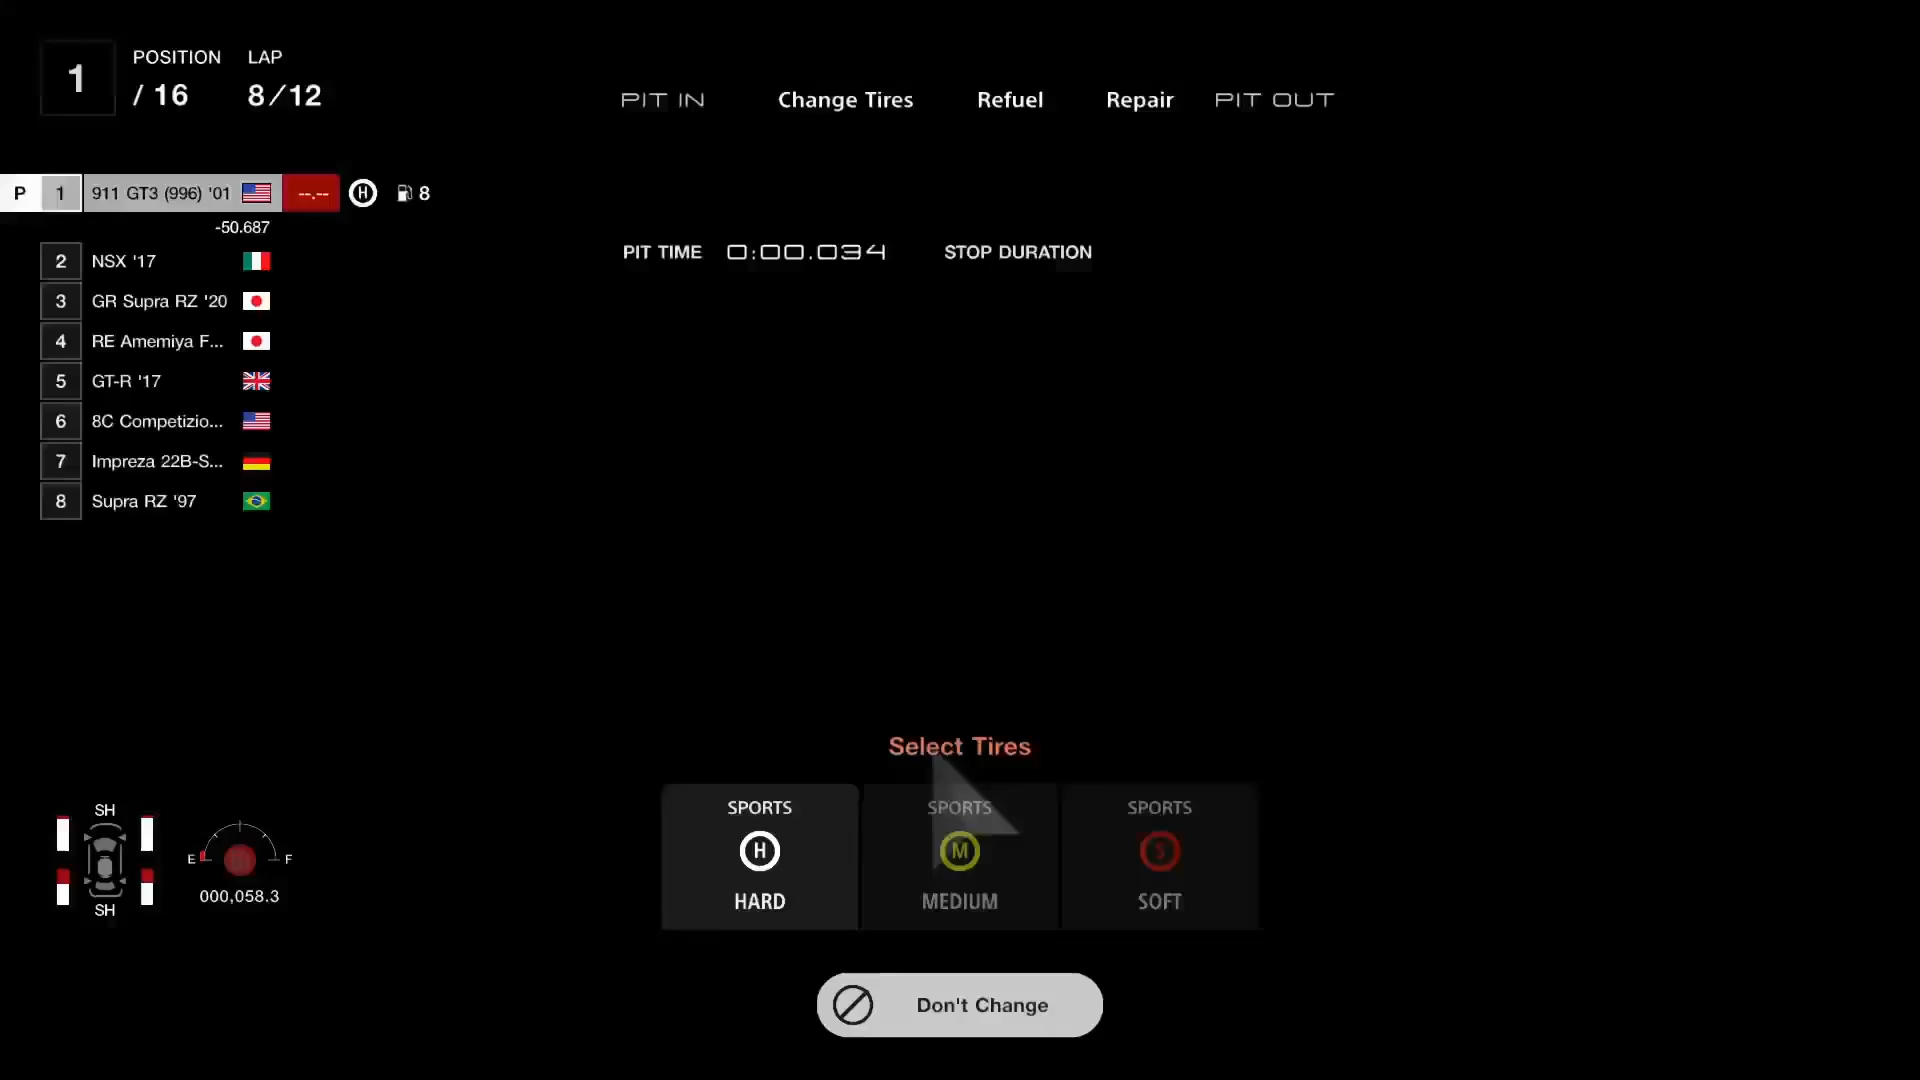 1
POSITION LAP
/ 16 8/12
PIT IN Change Tires Refuel Repair PIT OUT
P 1 911 GT3 (996) '01 --.-- H 8
-50.687
2 NSX '17
3 GR Supra RZ '20
4 RE Amemiya F...
5 GT-R '17
6 8C Competizio...
7 Impreza 22B-S...
8 Supra RZ '97
PIT TIME 0:00.034 STOP DURATION
Select Tires
SPORTS
H
HARD
SPORTS
M
MEDIUM
SPORTS
S
SOFT
Don't Change
SH
SH
E F
000,058.3